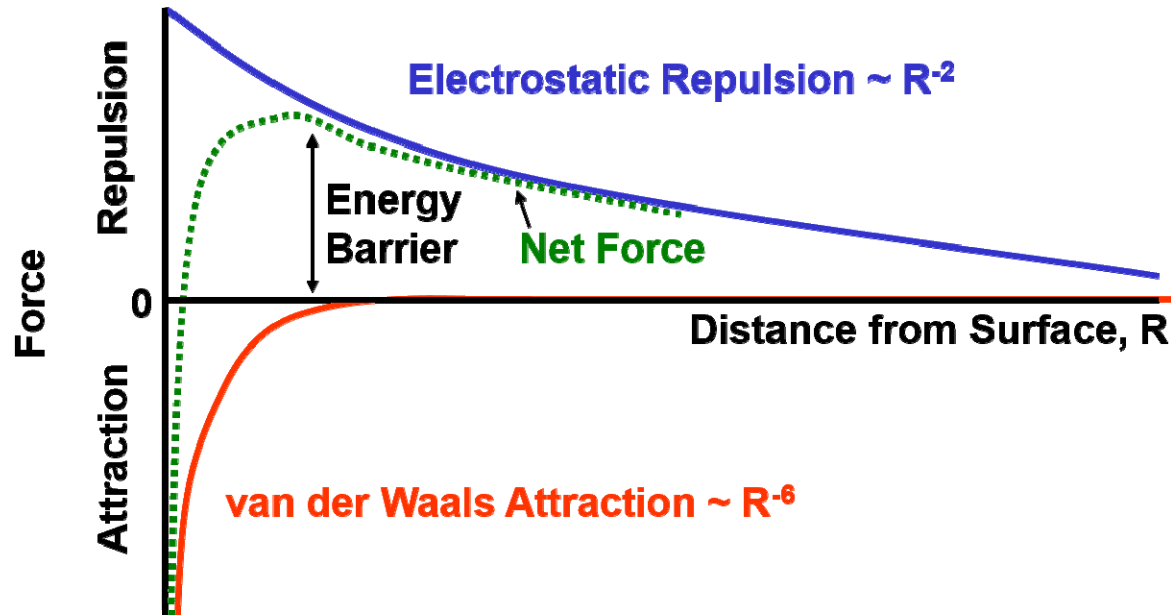 Electrostatic Repulsion ~ R⁻²
Repulsion
Energy
Barrier
Net Force
0
Force
Distance from Surface, R
Attraction
van der Waals Attraction ~ R⁻⁶